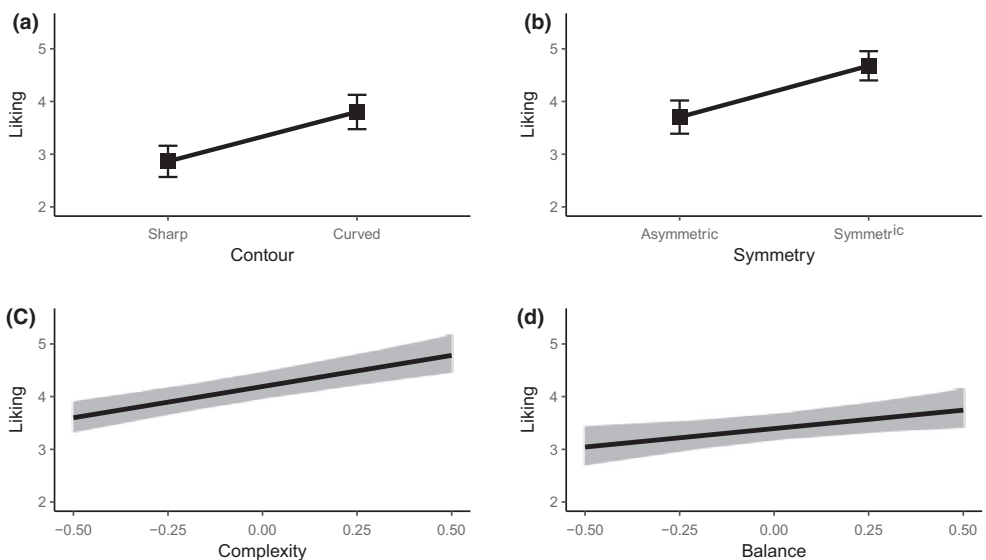 (a)
5
4
3
2
Liking
Sharp
Curved
Contour
(b)
5
4
3
2
Liking
Asymmetric
Symmetric
Symmetry
(C)
5
4
3
2
Liking
−0.50
−0.25
0.00
0.25
0.50
Complexity
(d)
5
4
3
2
Liking
−0.50
−0.25
0.00
0.25
0.50
Balance